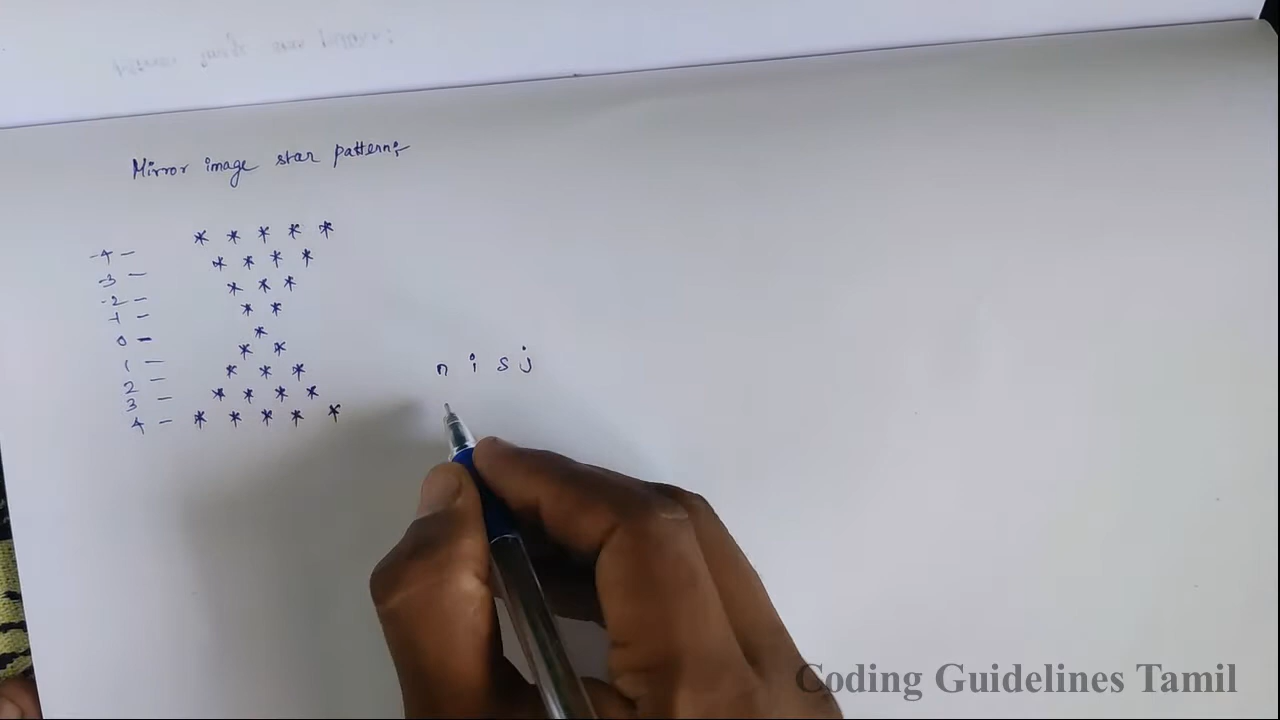 Mirror image star pattern:-
-4 - * * * * *
-3 - * * * *
-2 - * * *
-1 - * *
0 - *
1 - * *
2 - * * *
3 - * * * *
4 - * * * * *
n i s j
Coding Guidelines Tamil